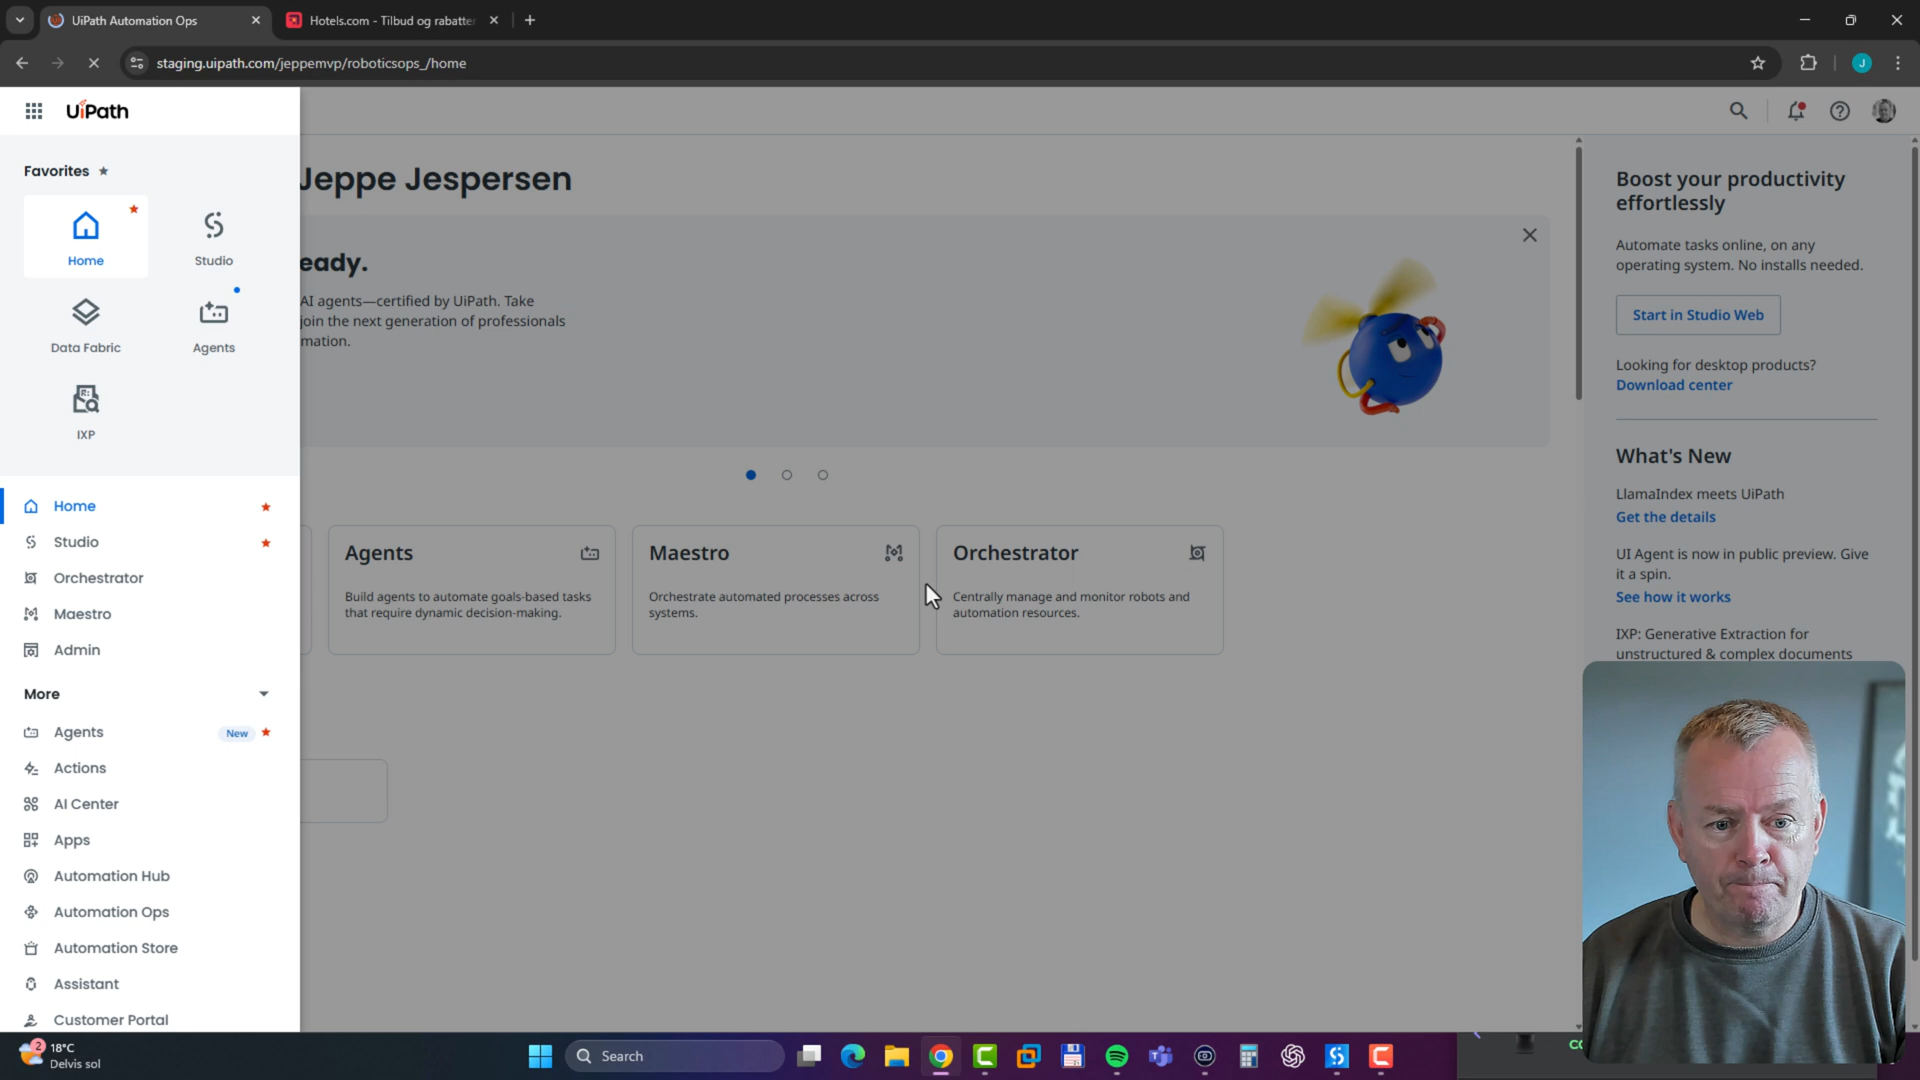 UiPath Automation Ops
Hotels.com - Tilbud og rabatter
staging.uipath.com/jeppemvp/roboticsops_/home
J
UiPath
Favorites
Home
Studio
Data Fabric
Agents
IXP
Home
Studio
Orchestrator
Maestro
Admin
More
Agents New
Actions
AI Center
Apps
Automation Hub
Automation Ops
Automation Store
Assistant
Customer Portal
Jeppe Jespersen
eady.
AI agents—certified by UiPath. Take
join the next generation of professionals
mation.
Agents
Build agents to automate goals-based tasks
that require dynamic decision-making.
Maestro
Orchestrate automated processes across
systems.
Orchestrator
Centrally manage and monitor robots and
automation resources.
Boost your productivity
effortlessly
Automate tasks online, on any
operating system. No installs needed.
Start in Studio Web
Looking for desktop products?
Download center
What's New
LlamaIndex meets UiPath
Get the details
UI Agent is now in public preview. Give
it a spin.
See how it works
IXP: Generative Extraction for
unstructured & complex documents
2
18°C
Delvis sol
Search